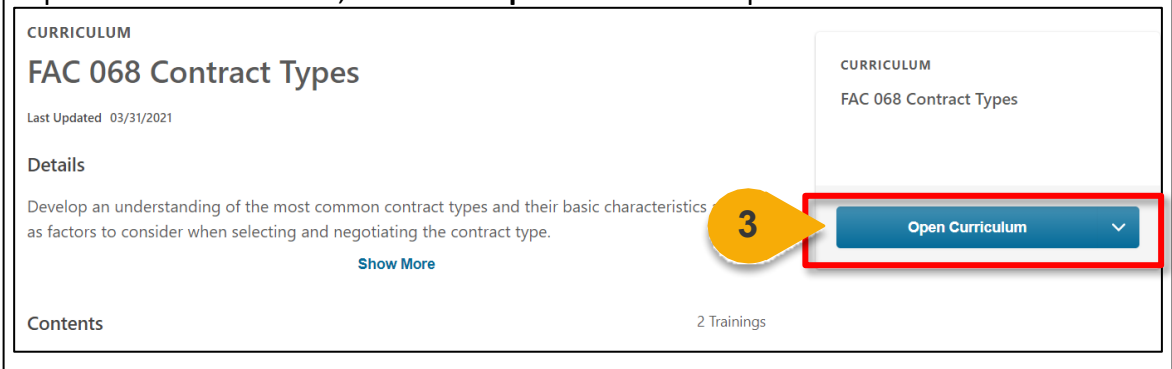 CURRICULUM
FAC 068 Contract Types
Last Updated 03/31/2021
Details
Develop an understanding of the most common contract types and their basic characteristics
as factors to consider when selecting and negotiating the contract type.
Show More
Contents
2 Trainings
CURRICULUM
FAC 068 Contract Types
3
Open Curriculum